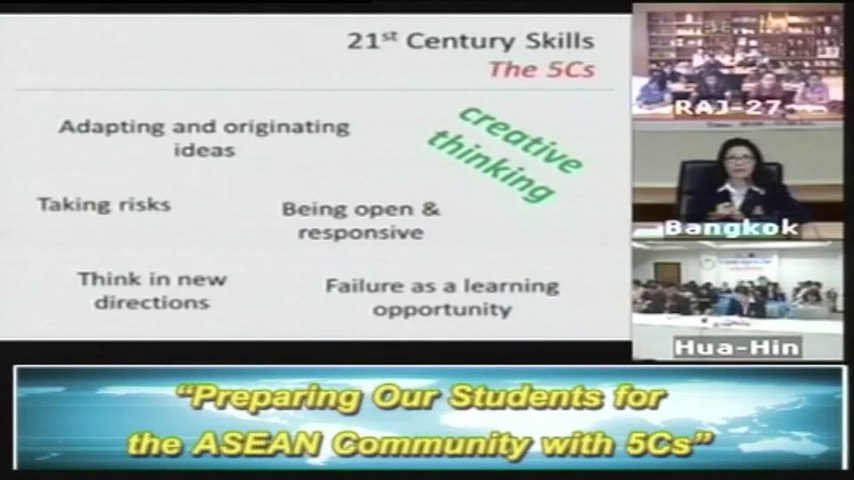 21st Century Skills
The 5Cs
creative
thinking
Adapting and originating
ideas
Taking risks
Being open &
responsive
Think in new
directions
Failure as a learning
opportunity
RAJ-27
Bangkok
Hua-Hin
“Preparing Our Students for
the ASEAN Community with 5Cs”